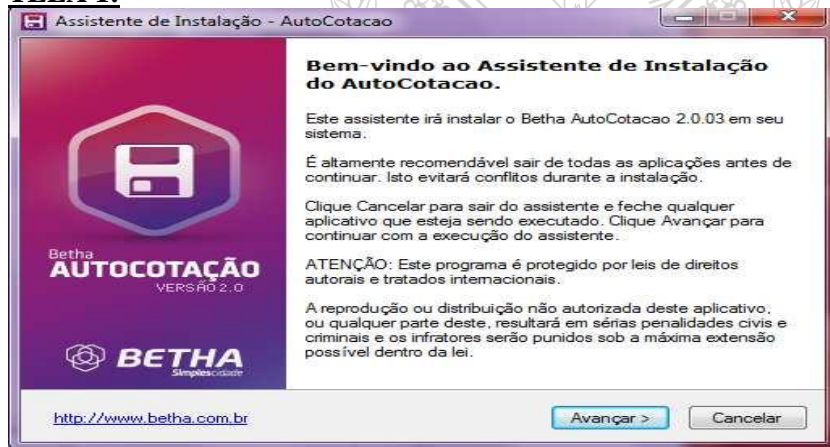 TELA 1:
Assistente de Instalação - AutoCotacao
Bem-vindo ao Assistente de Instalação
do AutoCotacao.
Este assistente irá instalar o Betha AutoCotacao 2.0.03 em seu
sistema.
É altamente recomendável sair de todas as aplicações antes de
continuar. Isto evitará conflitos durante a instalação.
Clique Cancelar para sair do assistente e feche qualquer
aplicativo que esteja sendo executado. Clique Avançar para
continuar com a execução do assistente.
ATENÇÃO: Este programa é protegido por leis de direitos
autorais e tratados internacionais.
A reprodução ou distribuição não autorizada deste aplicativo,
ou qualquer parte deste, resultará em sérias penalidades civis e
criminais e os infratores serão punidos sob a máxima extensão
possível dentro da lei.
Betha
AUTOCOTAÇÃO
VERSÃO 2.0
BETHA
Simplescidade
http://www.betha.com.br
Avançar >
Cancelar